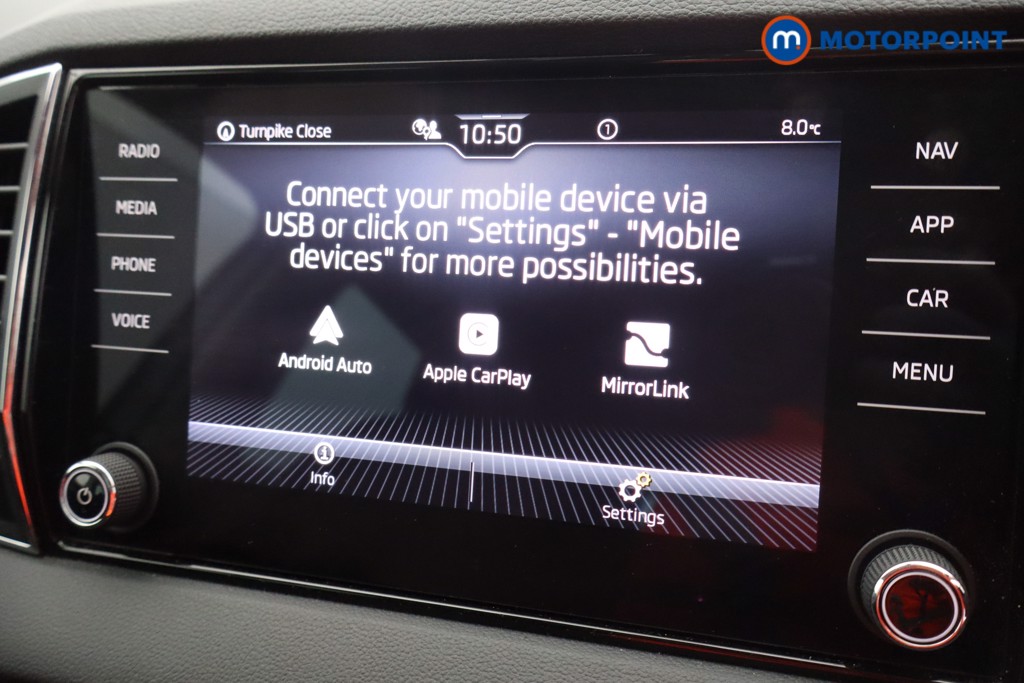 m MOTORPOINT
Turnpike Close 10:50 1 8.0°C
RADIO
MEDIA
PHONE
VOICE
Connect your mobile device via
USB or click on "Settings" - "Mobile
devices" for more possibilities.
Android Auto
Apple CarPlay
MirrorLink
i
Info
Settings
NAV
APP
CAR
MENU